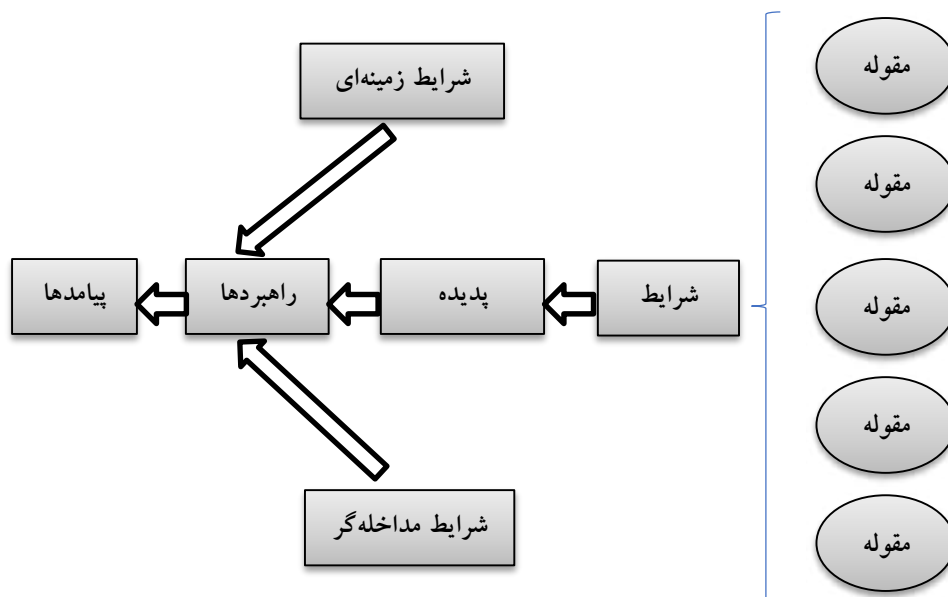 مقوله
شرایط زمینه‌ای
مقوله
مقوله
شرایط
پدیده
راهبردها
پیامدها
مقوله
شرایط مداخله‌گر
مقوله